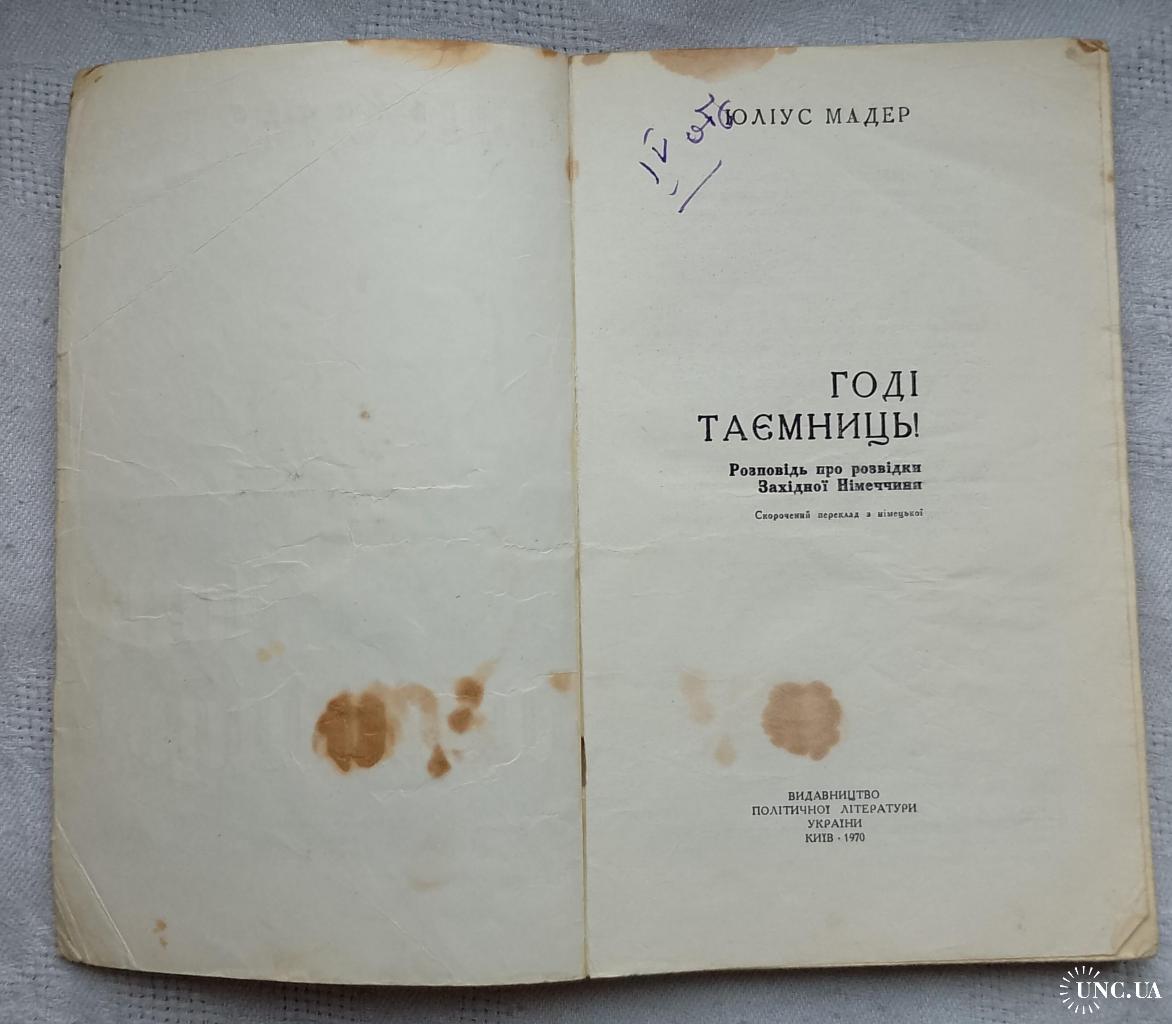 ЮЛІУС МАДЕР
ГОДІ
ТАЄМНИЦЬ!
Розповідь про розвідки
Західної Німеччини
Скорочений переклад з німецької
ВИДАВНИЦТВО
ПОЛІТИЧНОЇ ЛІТЕРАТУРИ
УКРАЇНИ
КИЇВ · 1970
UNC.UA